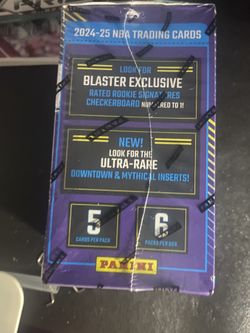 2024-25 NBA TRADING CARDS
LOOK FOR
BLASTER EXCLUSIVE
RATED ROOKIE SIGNATURES
CHECKERBOARD NUMBERED TO 1!
NEW!
LOOK FOR THE
ULTRA-RARE
DOWNTOWN & MYTHICAL INSERTS!
5
CARDS PER PACK
6
PACKS PER BOX
PANINI